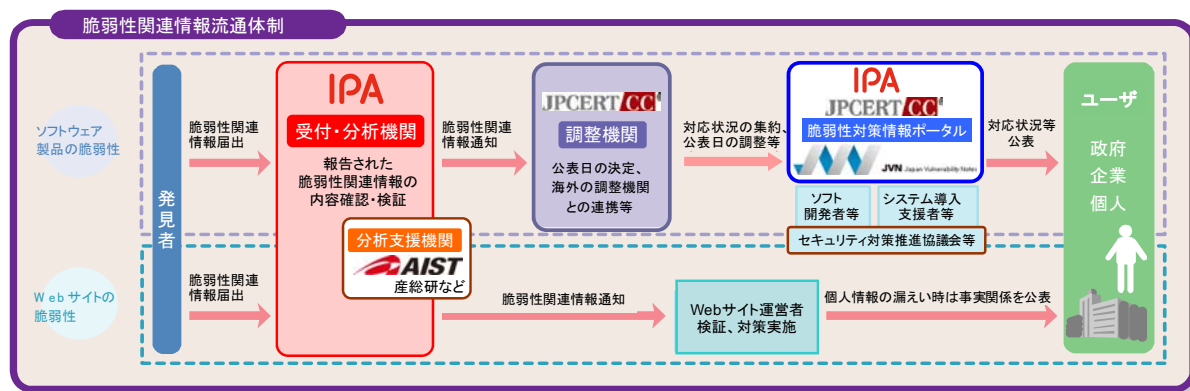 脆弱性関連情報流通体制
ソフトウェア
製品の脆弱性
Webサイトの
脆弱性
発見者
脆弱性関連
情報届出
脆弱性関連
情報届出
IPA
受付・分析機関
報告された
脆弱性関連情報の
内容確認・検証
分析支援機関
AIST
産総研など
脆弱性関連
情報通知
JPCERT CC
調整機関
公表日の決定、
海外の調整機関
との連携等
対応状況の集約、
公表日の調整等
IPA
JPCERT CC
脆弱性対策情報ポータル
JVN Japan Vulnerability Notes
ソフト
開発者等
システム導入
支援者等
セキュリティ対策推進協議会等
対応状況等
公表
脆弱性関連情報通知
Webサイト運営者
検証、対策実施
個人情報の漏えい時は事実関係を公表
ユーザ
政府
企業
個人